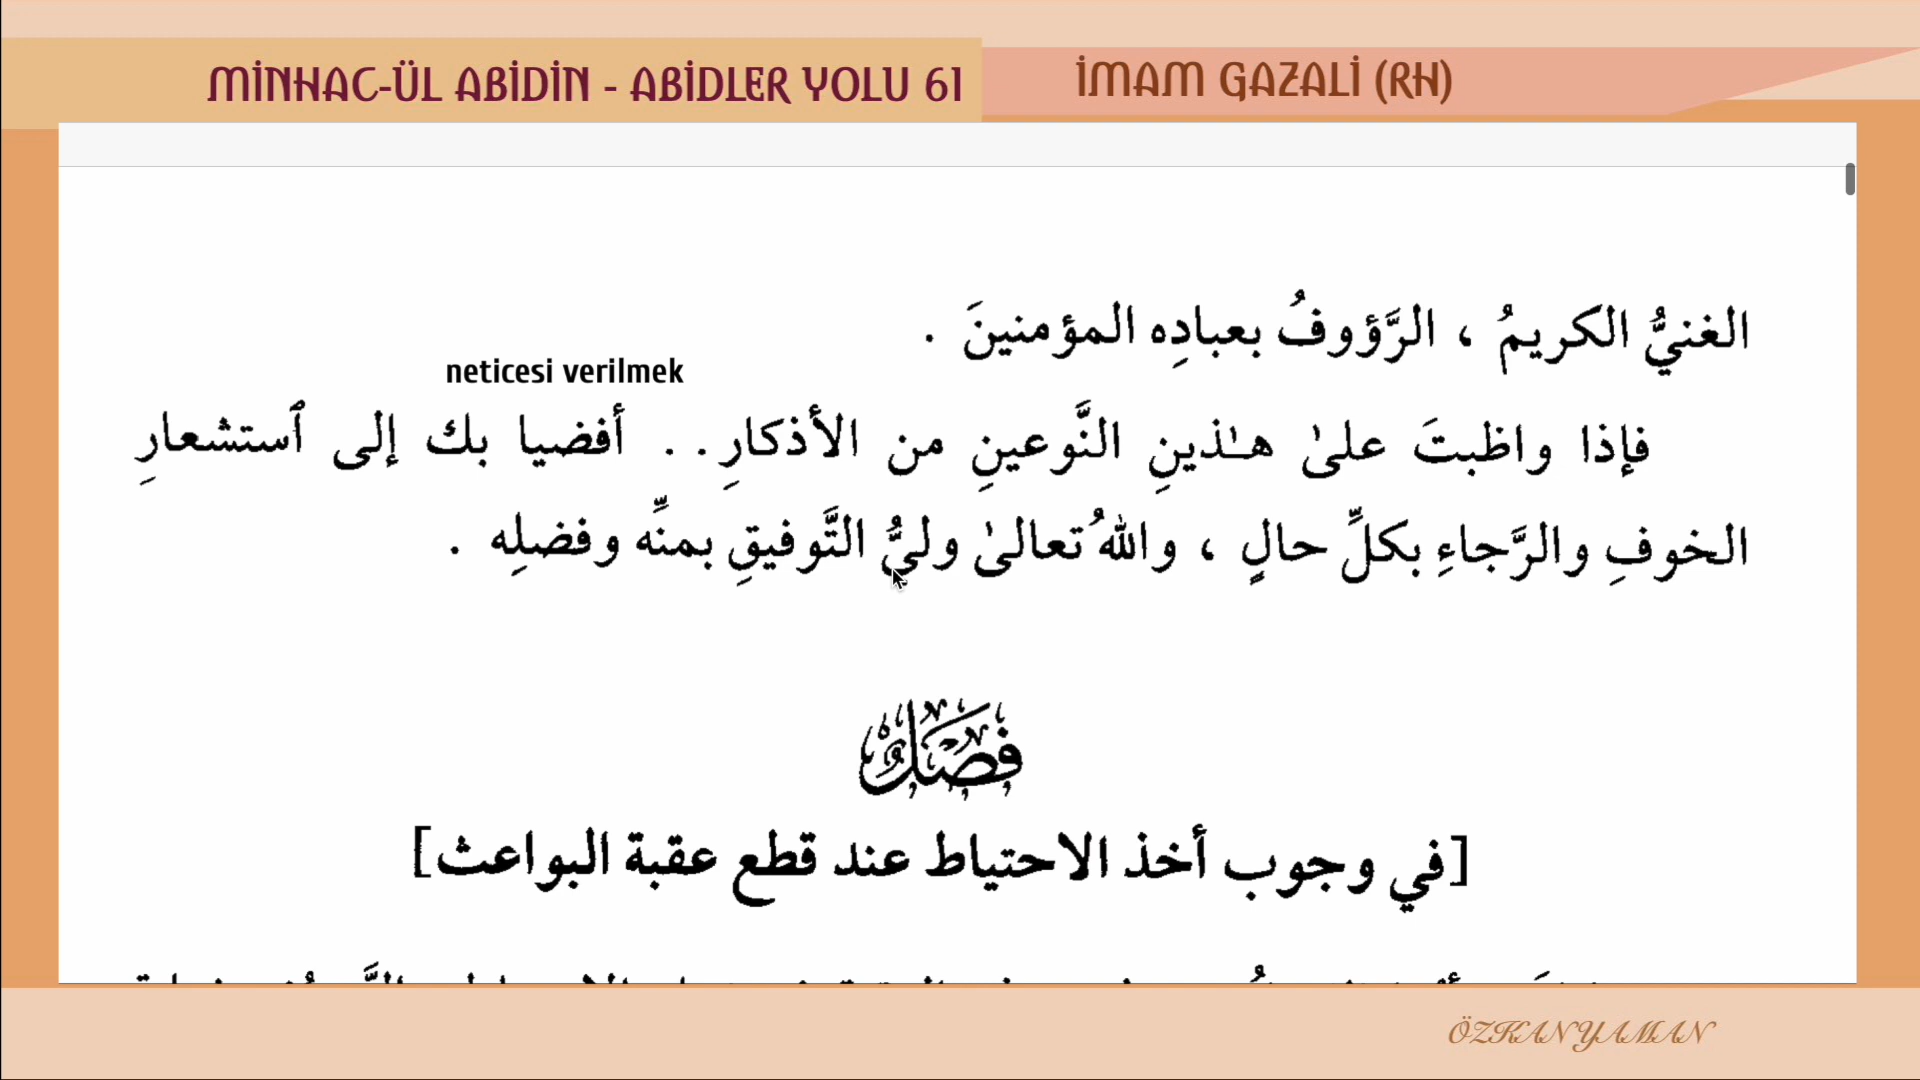 MİNHAC-ÜL ABİDİN - ABİDLER YOLU 61
İMAM GAZALİ (RH)
الغنيُّ الكريمُ ، الرَّؤوفُ بعبادِه المؤمنينَ .
neticesi verilmek
فإذا واظبتَ علىٰ هـٰذينِ النَّوعينِ من الأذكارِ . . أفضيا بك إلى ٱستشعارِ
الخوفِ والرَّجاءِ بكلِّ حالٍ ، واللهُ تعالىٰ وليُّ التَّوفيقِ بمنِّه وفضلِه .
فَصْلٌ
[في وجوب أخذ الاحتياط عند قطع عقبة البواعث]
ÖZKAN YAMAN